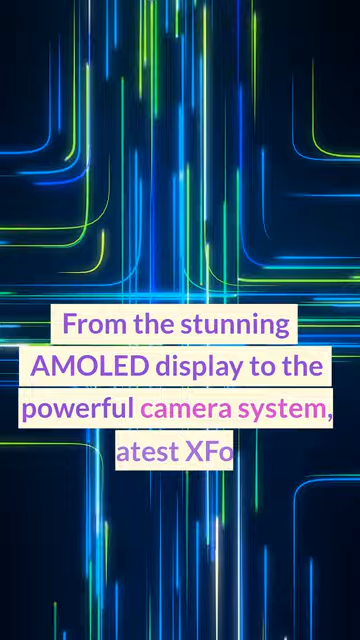 From the stunning
AMOLED display to the
powerful camera system,
atest XFo